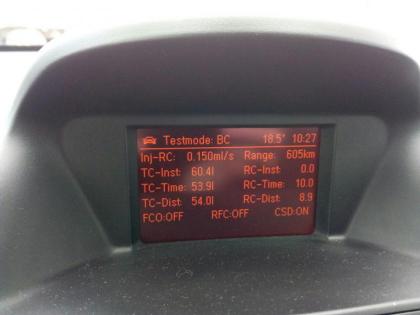 Testmode: BC 18.5° 10:27
Inj-RC: 0.150ml/s Range: 605km
TC-Inst: 60.4l RC-Inst: 0.0
TC-Time: 53.9l RC-Time: 10.0
TC-Dist: 54.0l RC-Dist: 8.9
FCO:OFF RFC:OFF CSD:ON